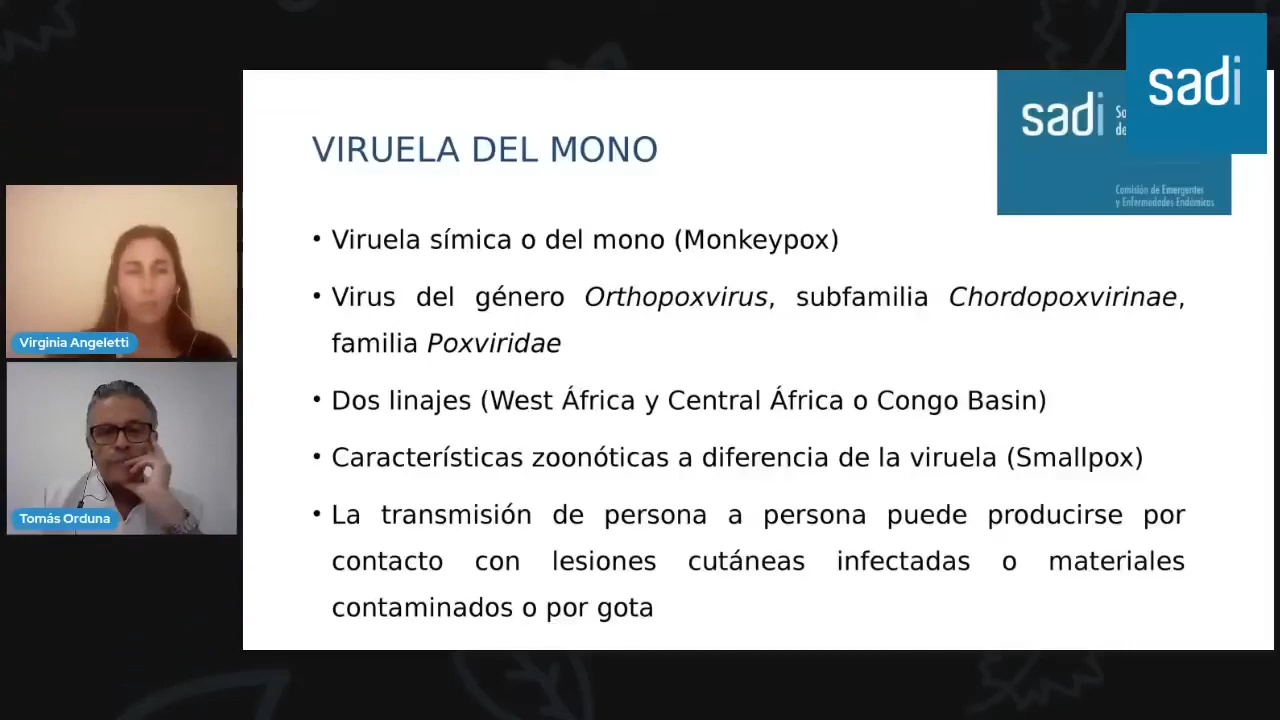 sadi
sadi
So
de
Comisión de Emergentes
y Enfermedades Endémicas
VIRUELA DEL MONO
• Viruela símica o del mono (Monkeypox)
• Virus del género Orthopoxvirus, subfamilia Chordopoxvirinae,
familia Poxviridae
• Dos linajes (West África y Central África o Congo Basin)
• Características zoonóticas a diferencia de la viruela (Smallpox)
• La transmisión de persona a persona puede producirse por
contacto con lesiones cutáneas infectadas o materiales
contaminados o por gota
Virginia Angeletti
Tomás Orduna